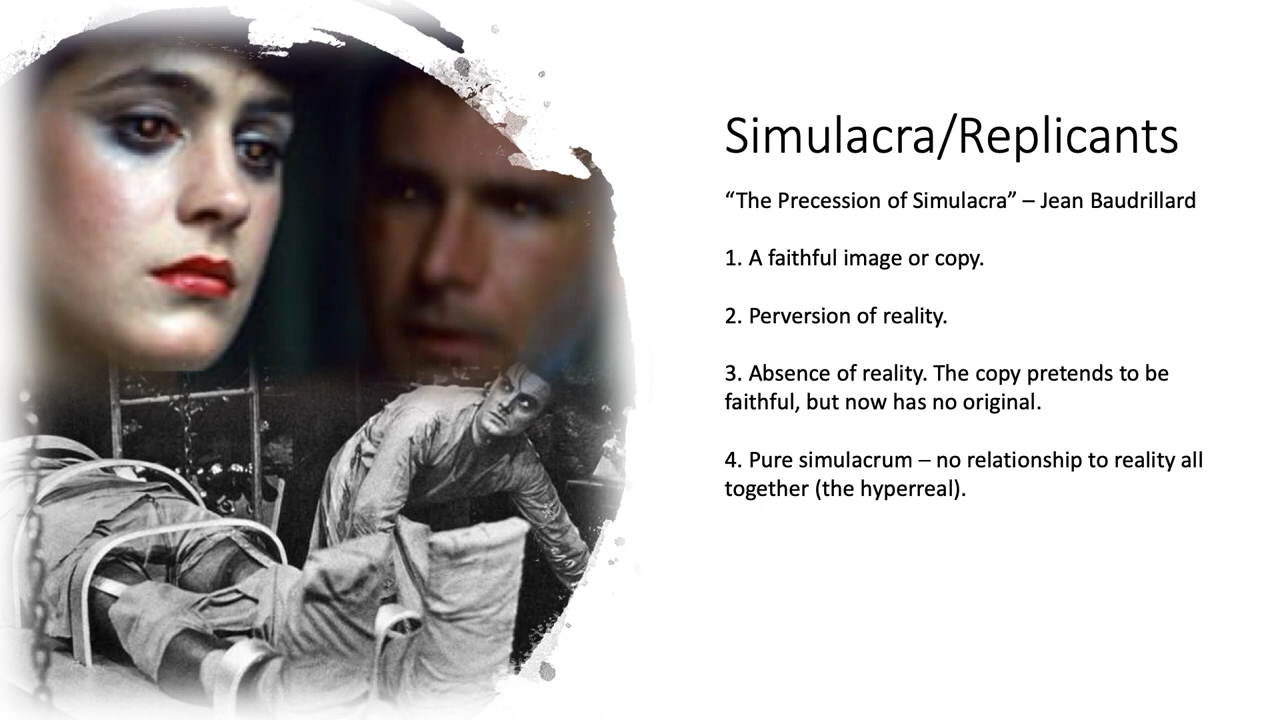 Simulacra/Replicants
“The Precession of Simulacra” – Jean Baudrillard
1. A faithful image or copy.
2. Perversion of reality.
3. Absence of reality. The copy pretends to be
faithful, but now has no original.
4. Pure simulacrum – no relationship to reality all
together (the hyperreal).